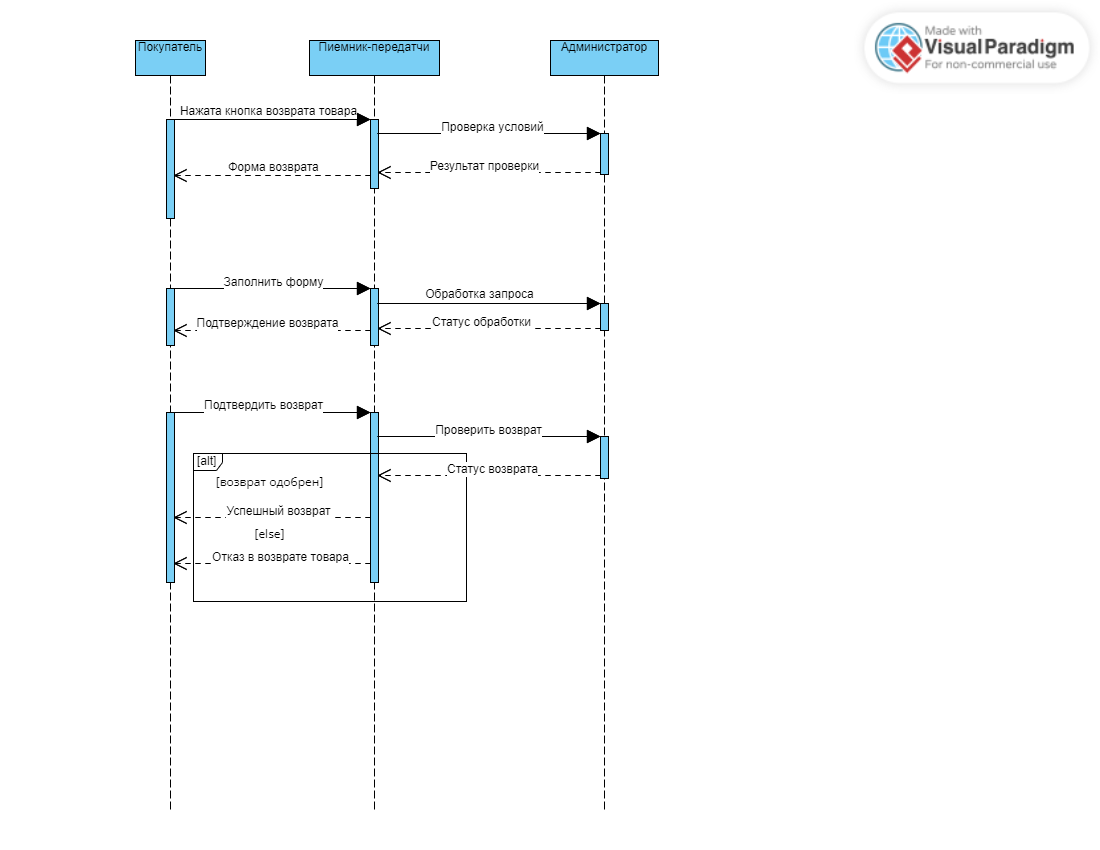 Made with
VisualParadigm
For non-commercial use
Покупатель
Пиемник-передатчи
Администратор
Нажата кнопка возврата товара
Проверка условий
Результат проверки
Форма возврата
Заполнить форму
Обработка запроса
Статус обработки
Подтверждение возврата
Подтвердить возврат
Проверить возврат
[alt]
Статус возврата
[возврат одобрен]
Успешный возврат
[else]
Отказ в возврате товара